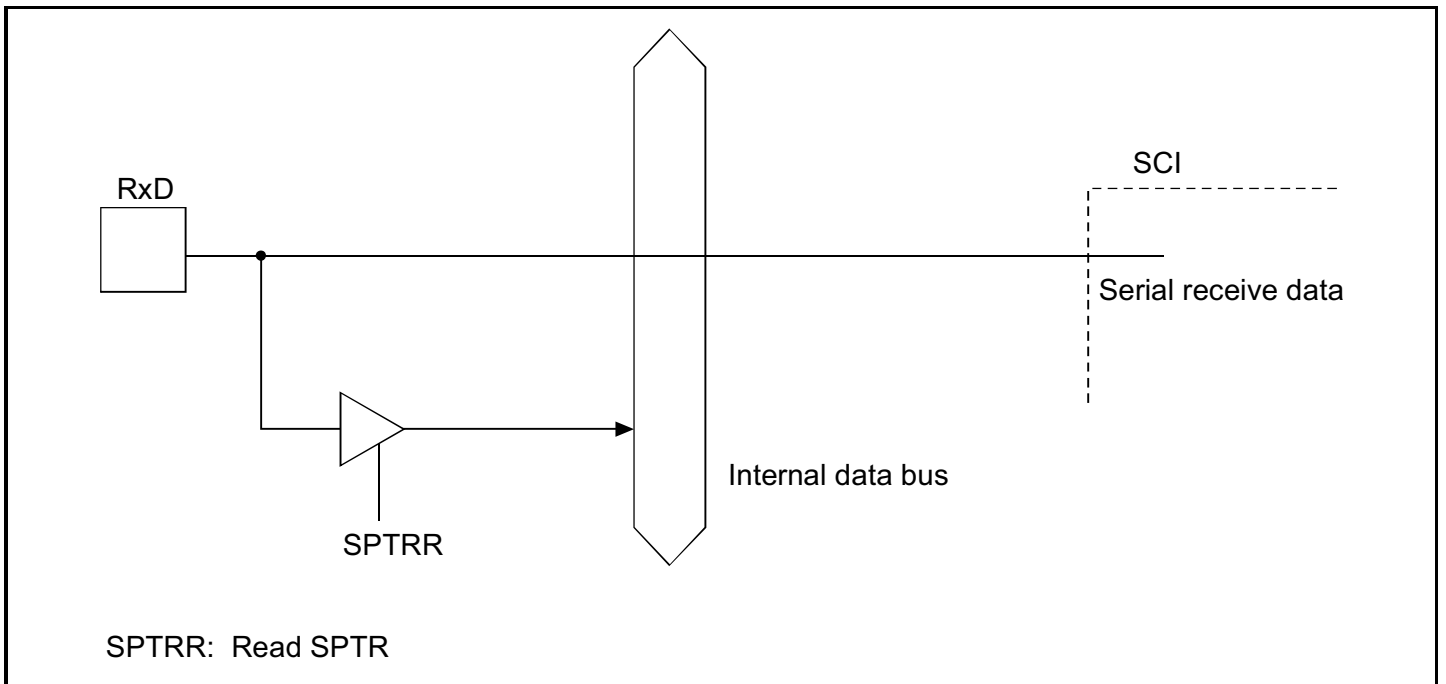 SCI
RxD
Serial receive data
Internal data bus
SPTRR
SPTRR: Read SPTR